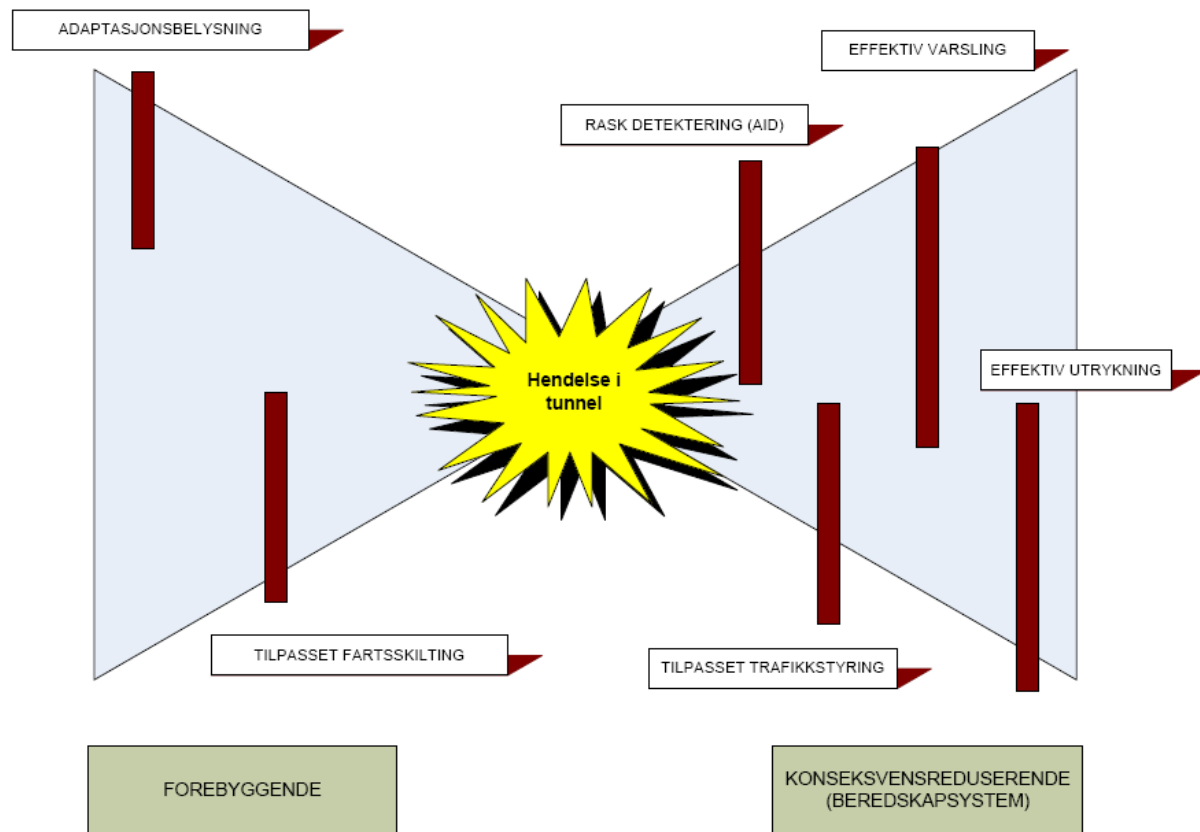 ADAPTASJONSBELYSNING
EFFEKTIV VARSLING
RASK DETEKTERING (AID)
EFFEKTIV UTRYKNING
Hendelse i
tunnel
TILPASSET FARTSSKILTING
TILPASSET TRAFIKKSTYRING
FOREBYGGENDE
KONSEKSVENSREDUSERENDE
(BEREDSKAPSYSTEM)